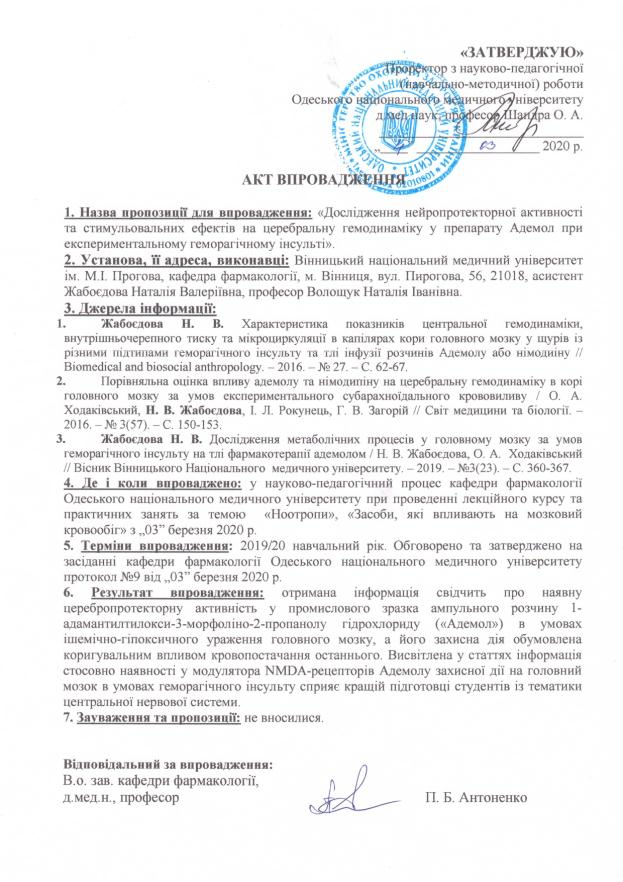 «ЗАТВЕРДЖУЮ»
Проректор з науково-педагогічної
(навчально-методичної) роботи
Одеського національного медичного університету
д.мед.наук, професор Шандра О. А.
03 2020 р.
АКТ ВПРОВАДЖЕННЯ
1. Назва пропозиції для впровадження: «Дослідження нейропротекторної активності
та стимульовальних ефектів на церебральну гемодинаміку у препарату Адемол при
експериментальному геморагічному інсульті».
2. Установа, її адреса, виконавці: Вінницький національний медичний університет
ім. М.І. Прогова, кафедра фармакології, м. Вінниця, вул. Пирогова, 56, 21018, асистент
Жабоєдова Наталія Валеріївна, професор Волощук Наталія Іванівна.
3. Джерела інформації:
1. Жабоєдова Н. В. Характеристика показників центральної гемодинаміки,
внутрішньочерепного тиску та мікроциркуляції в капілярах кори головного мозку у щурів із
різними підтипами геморагічного інсульту та тлі інфузії розчинів Адемолу або німодиіну //
Biomedical and biosocial anthropology. – 2016. – № 27. – С. 62-67.
2. Порівняльна оцінка впливу адемолу та німодипіну на церебральну гемодинаміку в корі
головного мозку за умов експериментального субарахноїдального крововиливу / О. А.
Ходаківський, Н. В. Жабоєдова, І. Л. Рокунець, Г. В. Загорій // Світ медицини та біології. –
2016. – № 3(57). – С. 150-153.
3. Жабоєдова Н. В. Дослідження метаболічних процесів у головному мозку за умов
геморагічного інсульту на тлі фармакотерапії адемолом / Н. В. Жабоєдова, О. А. Ходаківський
// Вісник Вінницького Національного медичного університету. – 2019. – №3(23). – С. 360-367.
4. Де і коли впроваджено: у науково-педагогічний процес кафедри фармакології
Одеського національного медичного університету при проведенні лекційного курсу та
практичних занять за темою «Ноотропи», «Засоби, які впливають на мозковий
кровообіг» з „03” березня 2020 р.
5. Терміни впровадження: 2019/20 навчальний рік. Обговорено та затверджено на
засіданні кафедри фармакології Одеського національного медичного університету
протокол №9 від „03” березня 2020 р.
6. Результат впровадження: отримана інформація свідчить про наявну
церебропротекторну активність у промислового зразка ампульного розчину 1-
адамантилтилокси-3-морфоліно-2-пропанолу гідрохлориду («Адемол») в умовах
ішемічно-гіпоксичного ураження головного мозку, а його захисна дія обумовлена
коригувальним впливом кровопостачання останнього. Висвітлена у статтях інформація
стосовно наявності у модулятора NMDA-рецепторів Адемолу захисної дії на головний
мозок в умовах геморагічного інсульту сприяє кращій підготовці студентів із тематики
центральної нервової системи.
7. Зауваження та пропозиції: не вносилися.
Відповідальний за впровадження:
В.о. зав. кафедри фармакології,
д.мед.н., професор П. Б. Антоненко